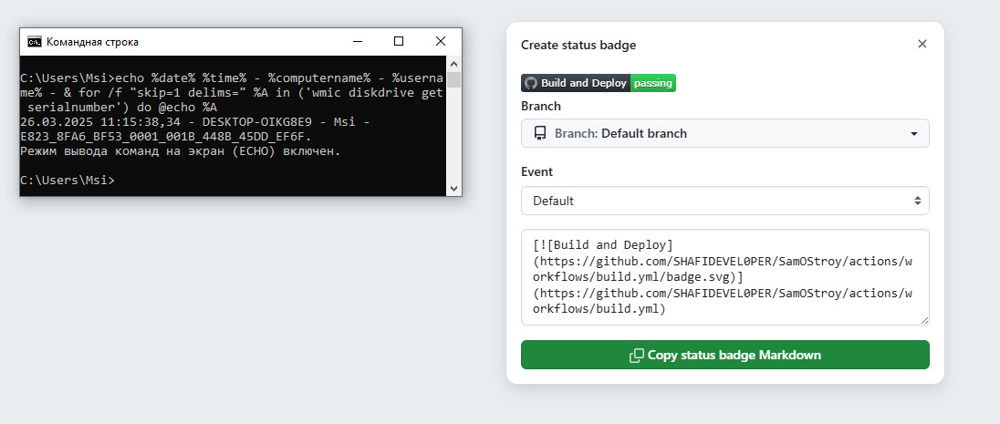 Командная строка
C:\Users\Msi>echo %date% %time% - %computername% - %userna
me% - & for /f "skip=1 delims=" %A in ('wmic diskdrive get
serialnumber') do @echo %A
26.03.2025 11:15:38,34 - DESKTOP-OIKG8E9 - Msi -
E823_8FA6_BF53_0001_001B_448B_45DD_EF6F.
Режим вывода команд на экран (ECHO) включен.
C:\Users\Msi>
Create status badge
Build and Deploy passing
Branch
Branch: Default branch
Event
Default
[![Build and Deploy]
(https://github.com/SHAFIDEVEL0PER/SamOStroy/actions/w
orkflows/build.yml/badge.svg)]
(https://github.com/SHAFIDEVEL0PER/SamOStroy/actions/w
orkflows/build.yml)
Copy status badge Markdown